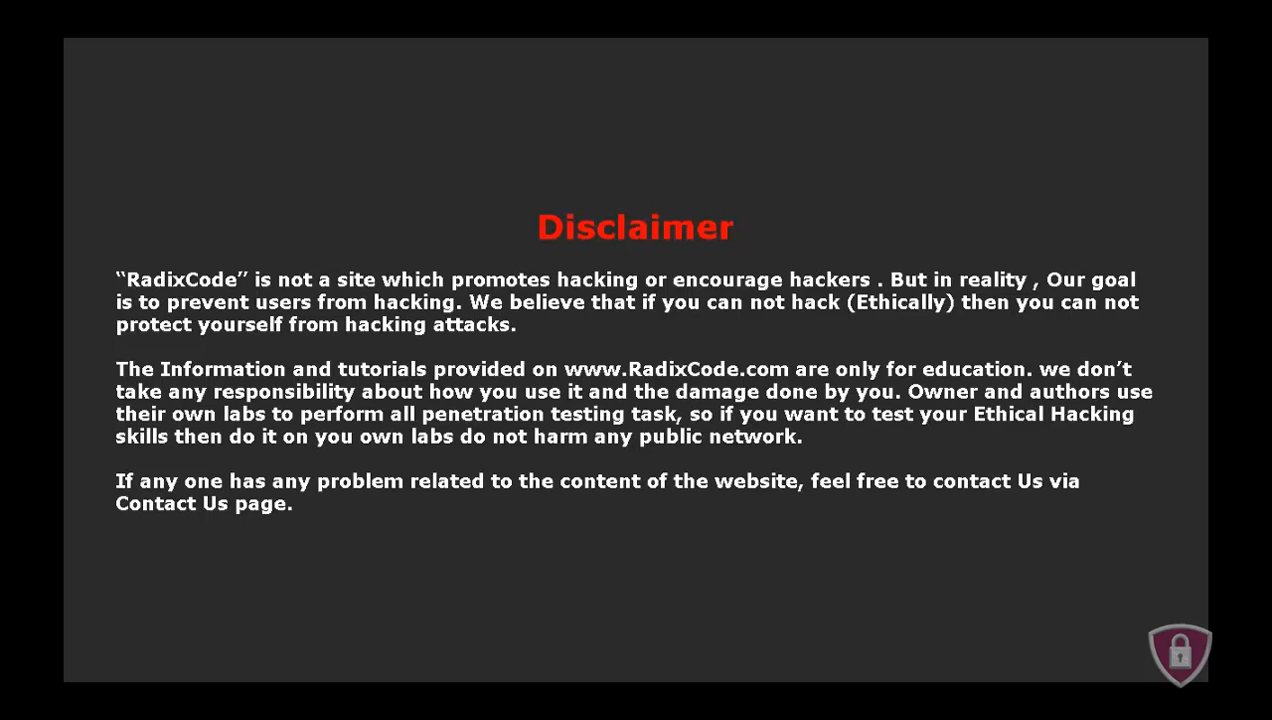 Disclaimer
“RadixCode” is not a site which promotes hacking or encourage hackers . But in reality , Our goal
is to prevent users from hacking. We believe that if you can not hack (Ethically) then you can not
protect yourself from hacking attacks.
The Information and tutorials provided on www.RadixCode.com are only for education. we don’t
take any responsibility about how you use it and the damage done by you. Owner and authors use
their own labs to perform all penetration testing task, so if you want to test your Ethical Hacking
skills then do it on you own labs do not harm any public network.
If any one has any problem related to the content of the website, feel free to contact Us via
Contact Us page.